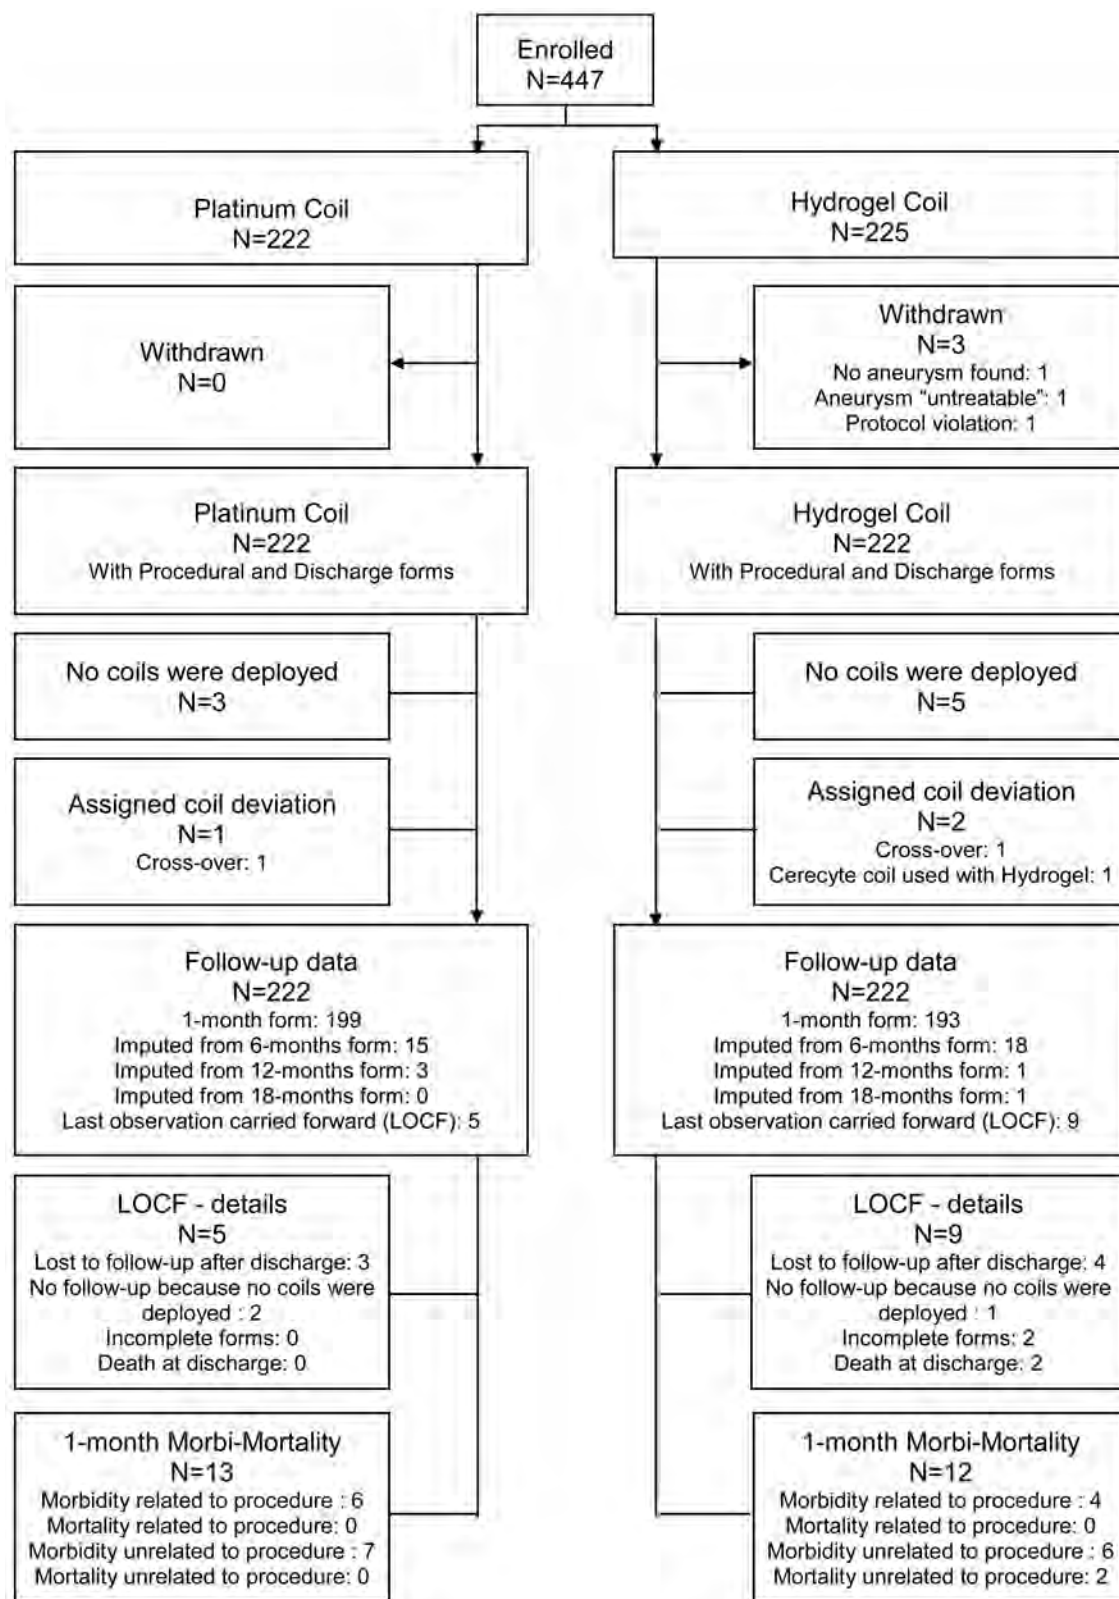 Enrolled
N=447
Platinum Coil
N=222
Hydrogel Coil
N=225
Withdrawn
N=0
Withdrawn
N=3
No aneurysm found: 1
Aneurysm "untreatable": 1
Protocol violation: 1
Platinum Coil
N=222
With Procedural and Discharge forms
Hydrogel Coil
N=222
With Procedural and Discharge forms
No coils were deployed
N=3
No coils were deployed
N=5
Assigned coil deviation
N=1
Cross-over: 1
Assigned coil deviation
N=2
Cross-over: 1
Cerecyte coil used with Hydrogel: 1
Follow-up data
N=222
1-month form: 199
Imputed from 6-months form: 15
Imputed from 12-months form: 3
Imputed from 18-months form: 0
Last observation carried forward (LOCF): 5
Follow-up data
N=222
1-month form: 193
Imputed from 6-months form: 18
Imputed from 12-months form: 1
Imputed from 18-months form: 1
Last observation carried forward (LOCF): 9
LOCF - details
N=5
Lost to follow-up after discharge: 3
No follow-up because no coils were
deployed : 2
Incomplete forms: 0
Death at discharge: 0
LOCF - details
N=9
Lost to follow-up after discharge: 4
No follow-up because no coils were
deployed : 1
Incomplete forms: 2
Death at discharge: 2
1-month Morbi-Mortality
N=13
Morbidity related to procedure : 6
Mortality related to procedure: 0
Morbidity unrelated to procedure : 7
Mortality unrelated to procedure: 0
1-month Morbi-Mortality
N=12
Morbidity related to procedure : 4
Mortality related to procedure: 0
Morbidity unrelated to procedure : 6
Mortality unrelated to procedure: 2